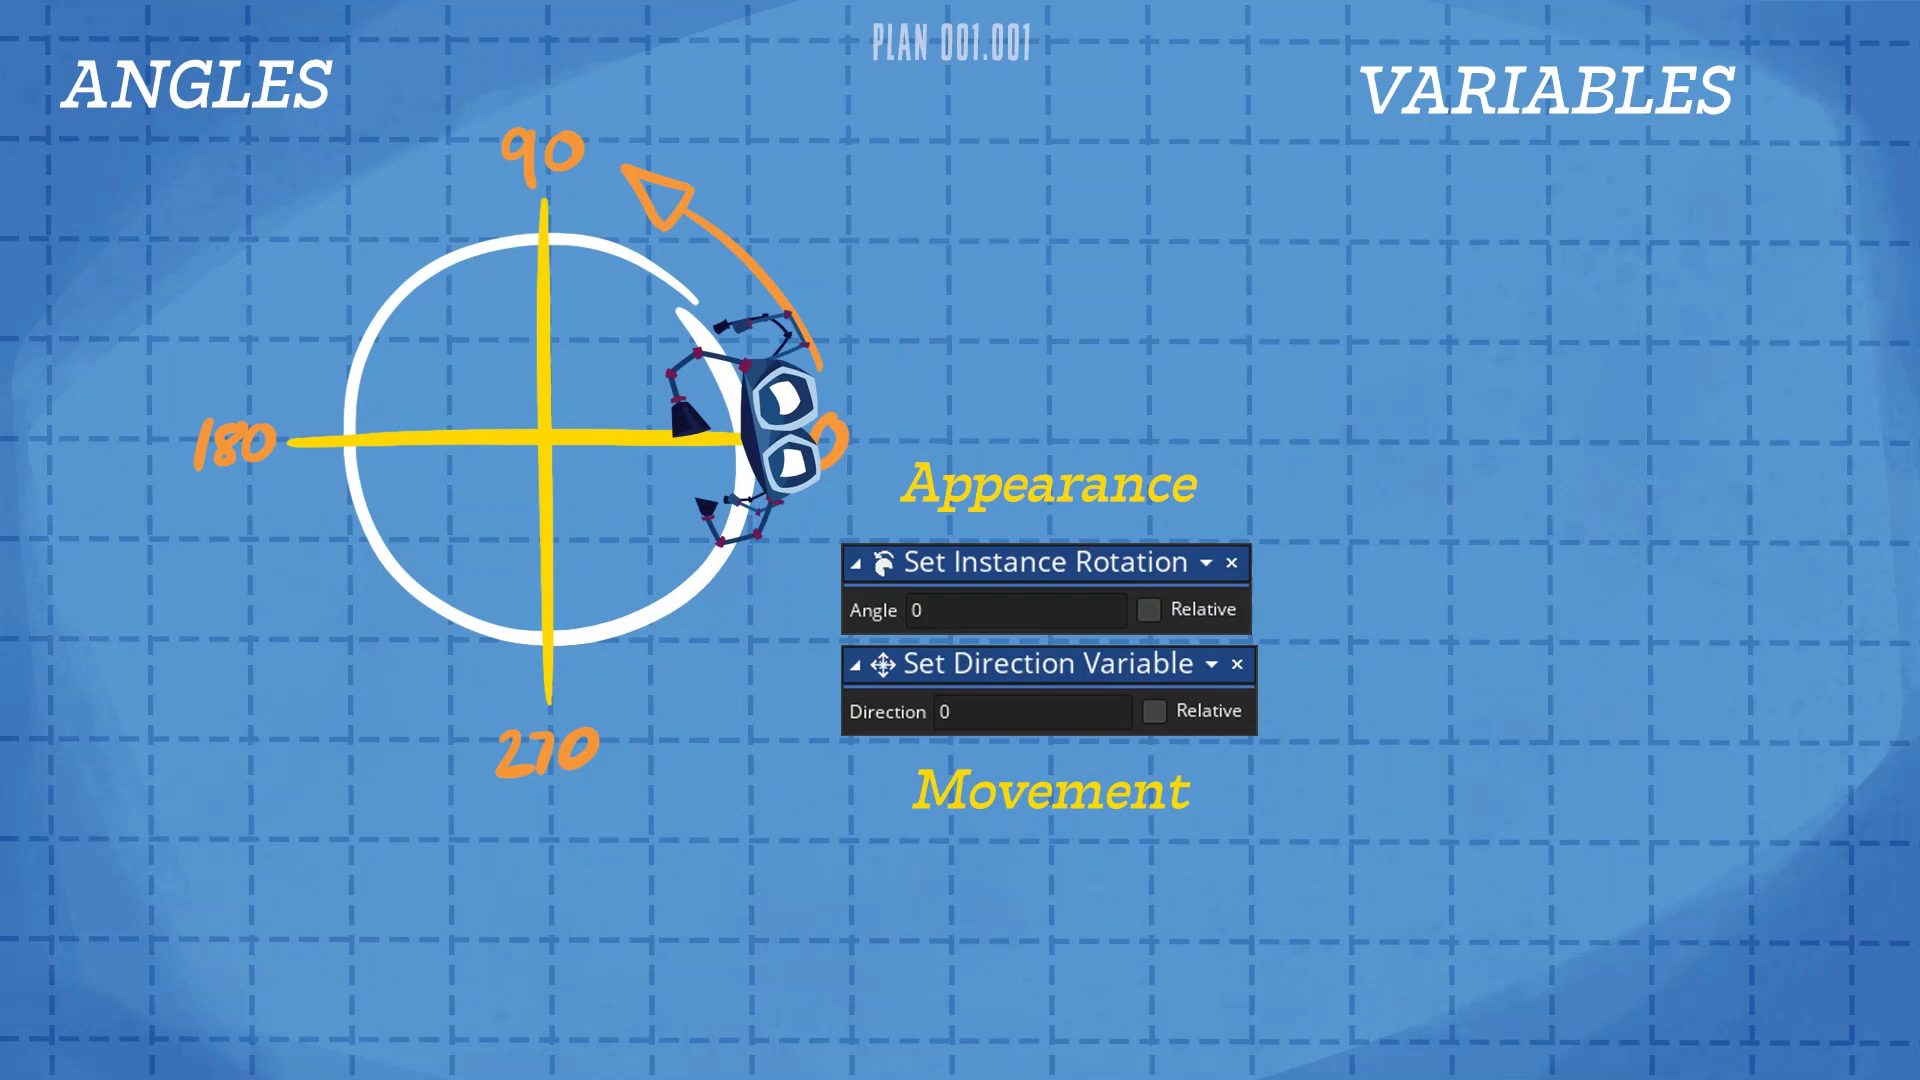 PLAN 001.001
ANGLES
VARIABLES
90
180
0
270
Appearance
Set Instance Rotation
Angle 0 Relative
Set Direction Variable
Direction 0 Relative
Movement